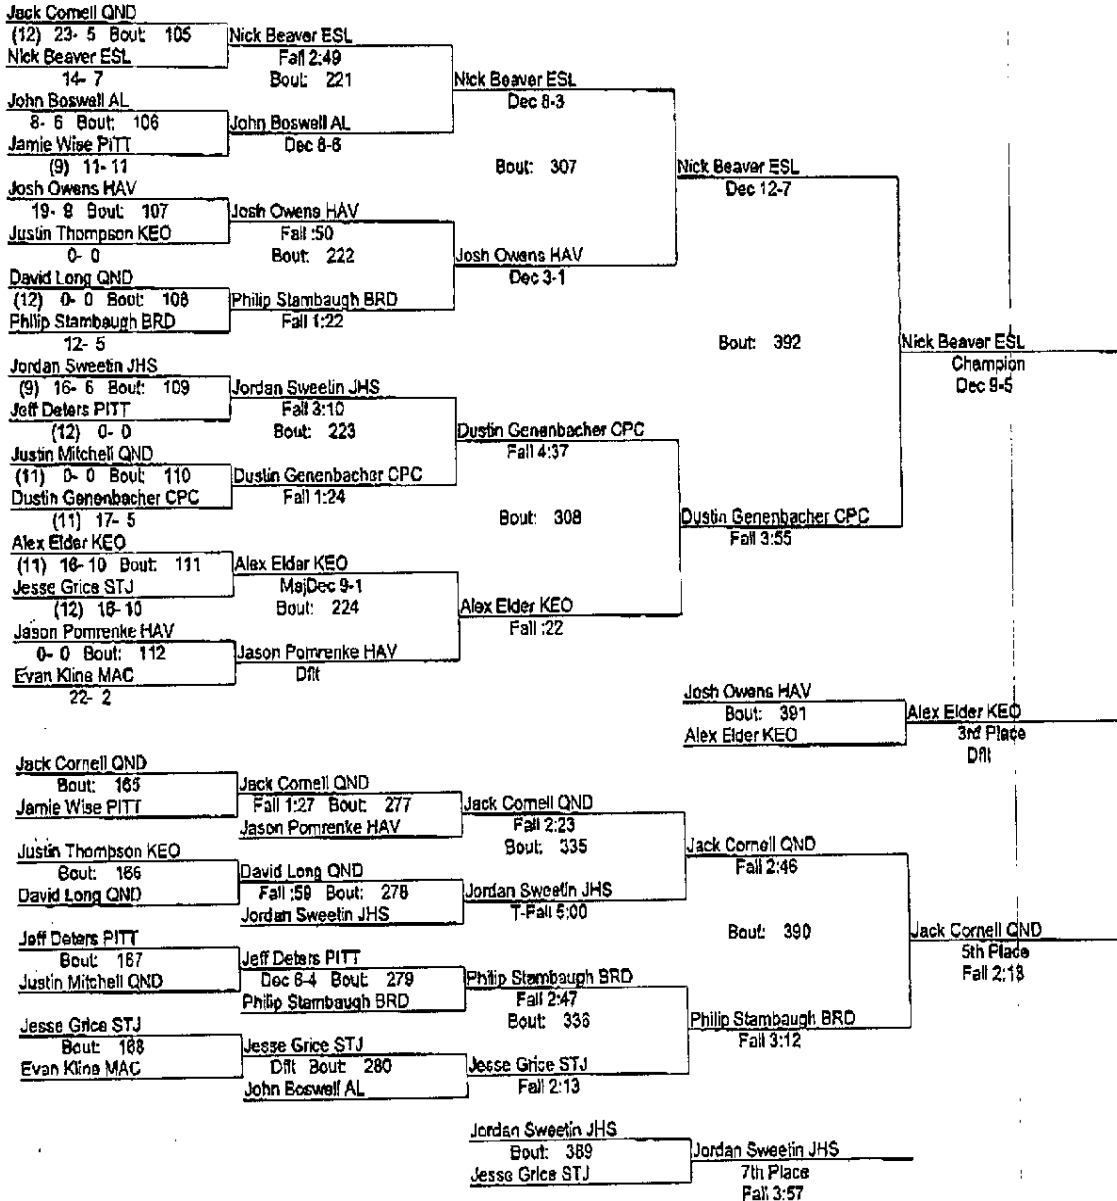 Jack Cornell QND
(12) 23- 5 Bout: 105
Nick Beaver ESL
14- 7
John Boswell AL
8- 6 Bout: 106
Jamie Wise PITT
(9) 11- 11
Josh Owens HAV
19- 8 Bout: 107
Justin Thompson KEO
0- 0
David Long QND
(12) 0- 0 Bout: 108
Philip Stambaugh BRD
12- 5
Jordan Sweetin JHS
(9) 16- 6 Bout: 109
Jeff Deters PITT
(12) 0- 0
Justin Mitchell QND
(11) 0- 0 Bout: 110
Dustin Genenbacher CPC
(11) 17- 5
Alex Elder KEO
(11) 16- 10 Bout: 111
Jesse Grice STJ
(12) 16- 10
Jason Pomrenke HAV
0- 0 Bout: 112
Evan Kline MAC
22- 2
Nick Beaver ESL
Fall 2:49
Bout: 221
John Boswell AL
Dec 8-6
Josh Owens HAV
Fall :50
Bout: 222
Philip Stambaugh BRD
Fall 1:22
Jordan Sweetin JHS
Fall 3:10
Bout: 223
Dustin Genenbacher CPC
Fall 1:24
Alex Elder KEO
MajDec 9-1
Bout: 224
Jason Pomrenke HAV
Dflt
Nick Beaver ESL
Dec 8-3
Bout: 307
Josh Owens HAV
Dec 3-1
Dustin Genenbacher CPC
Fall 4:37
Bout: 308
Alex Elder KEO
Fall :22
Nick Beaver ESL
Dec 12-7
Bout: 392
Dustin Genenbacher CPC
Fall 3:55
Nick Beaver ESL
Champion
Dec 9-5
Josh Owens HAV
Bout: 391
Alex Elder KEO
Alex Elder KEO
3rd Place
Dflt
Jack Cornell QND
Bout: 165
Jamie Wise PITT
Justin Thompson KEO
Bout: 166
David Long QND
Jeff Deters PITT
Bout: 167
Justin Mitchell QND
Jesse Grice STJ
Bout: 168
Evan Kline MAC
Jack Cornell QND
Fall 1:27 Bout: 277
Jason Pomrenke HAV
David Long QND
Fall :59 Bout: 278
Jordan Sweetin JHS
Jeff Deters PITT
Dec 6-4 Bout: 279
Philip Stambaugh BRD
Jesse Grice STJ
Dflt Bout: 280
John Boswell AL
Jack Cornell QND
Fall 2:23
Bout: 335
Jordan Sweetin JHS
T-Fall 5:00
Philip Stambaugh BRD
Fall 2:47
Bout: 336
Jesse Grice STJ
Fall 2:13
Jack Cornell QND
Fall 2:46
Bout: 390
Philip Stambaugh BRD
Fall 3:12
Jack Cornell QND
5th Place
Fall 2:18
Jordan Sweetin JHS
Bout: 389
Jesse Grice STJ
Jordan Sweetin JHS
7th Place
Fall 3:57